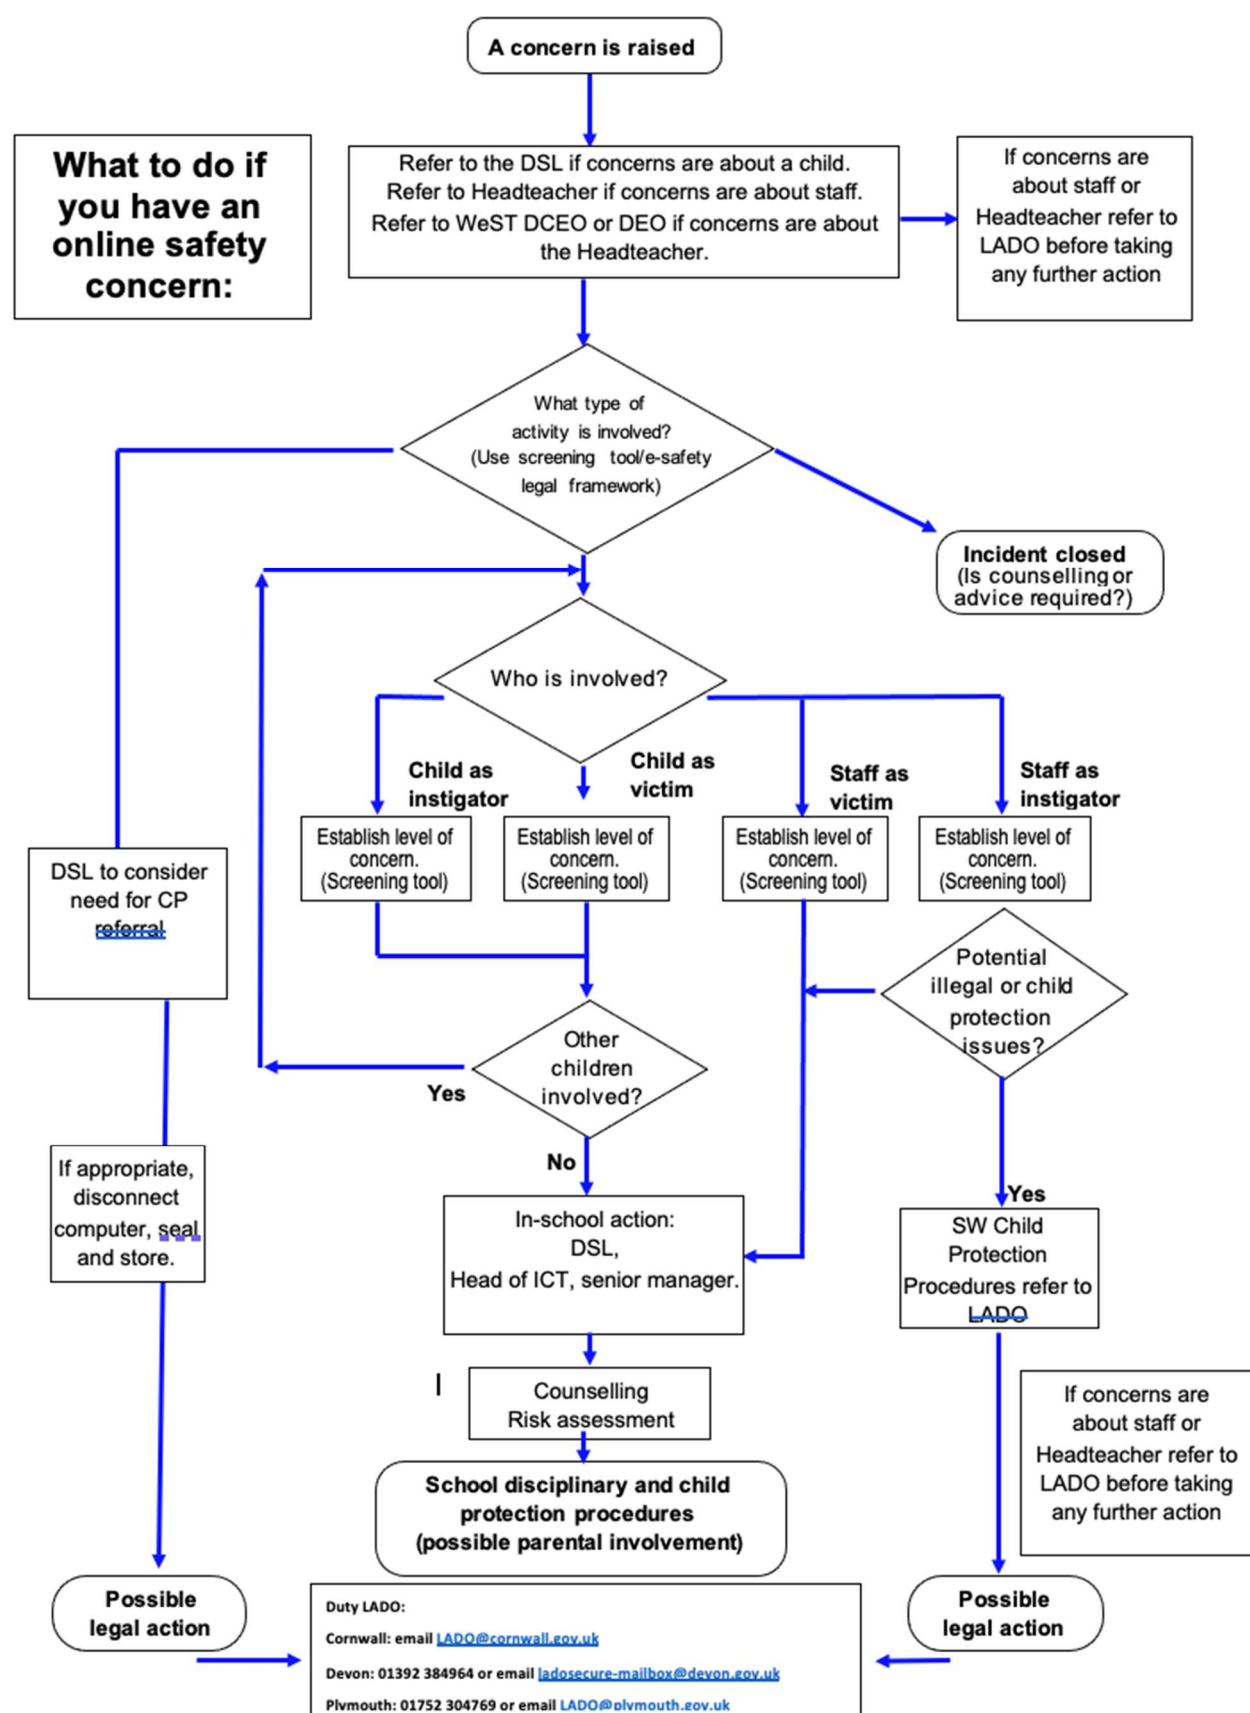 A concern is raised
What to do if
you have an
online safety
concern:
Refer to the DSL if concerns are about a child.
Refer to Headteacher if concerns are about staff.
Refer to WeST DCEO or DEO if concerns are about
the Headteacher.
If concerns are
about staff or
Headteacher refer to
LADO before taking
any further action
What type of
activity is involved?
(Use screening tool/e-safety
legal framework)
Incident closed
(Is counselling or
advice required?)
Who is involved?
Child as
instigator
Child as
victim
Staff as
victim
Staff as
instigator
Establish level of
concern.
(Screening tool)
Establish level of
concern.
(Screening tool)
Establish level of
concern.
(Screening tool)
Establish level of
concern.
(Screening tool)
DSL to consider
need for CP
referral
Potential
illegal or child
protection
issues?
Other
children
involved?
Yes
No
If appropriate,
disconnect
computer, seal
and store.
In-school action:
DSL,
Head of ICT, senior manager.
Yes
SW Child
Protection
Procedures refer to
LADO
Counselling
Risk assessment
If concerns are
about staff or
Headteacher refer to
LADO before taking
any further action
School disciplinary and child
protection procedures
(possible parental involvement)
Possible
legal action
Possible
legal action
Duty LADO:
Cornwall: email LADO@cornwall.gov.uk
Devon: 01392 384964 or email ladosecure-mailbox@devon.gov.uk
Plymouth: 01752 304769 or email LADO@plymouth.gov.uk